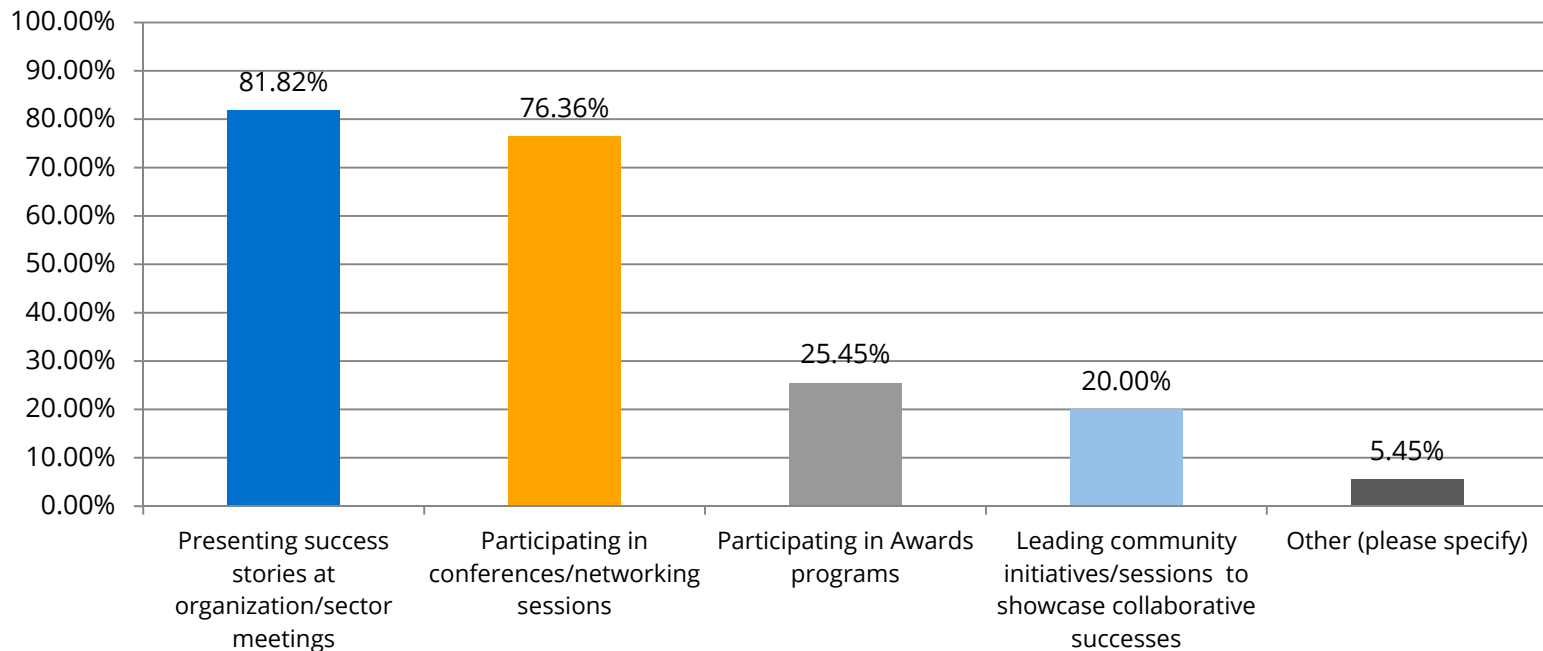 100.00%
90.00%
80.00%
70.00%
60.00%
50.00%
40.00%
30.00%
20.00%
10.00%
0.00%
81.82%
76.36%
25.45%
20.00%
5.45%
Presenting success
stories at
organization/sector
meetings
Participating in
conferences/networking
sessions
Participating in Awards
programs
Leading community
initiatives/sessions to
showcase collaborative
successes
Other (please specify)